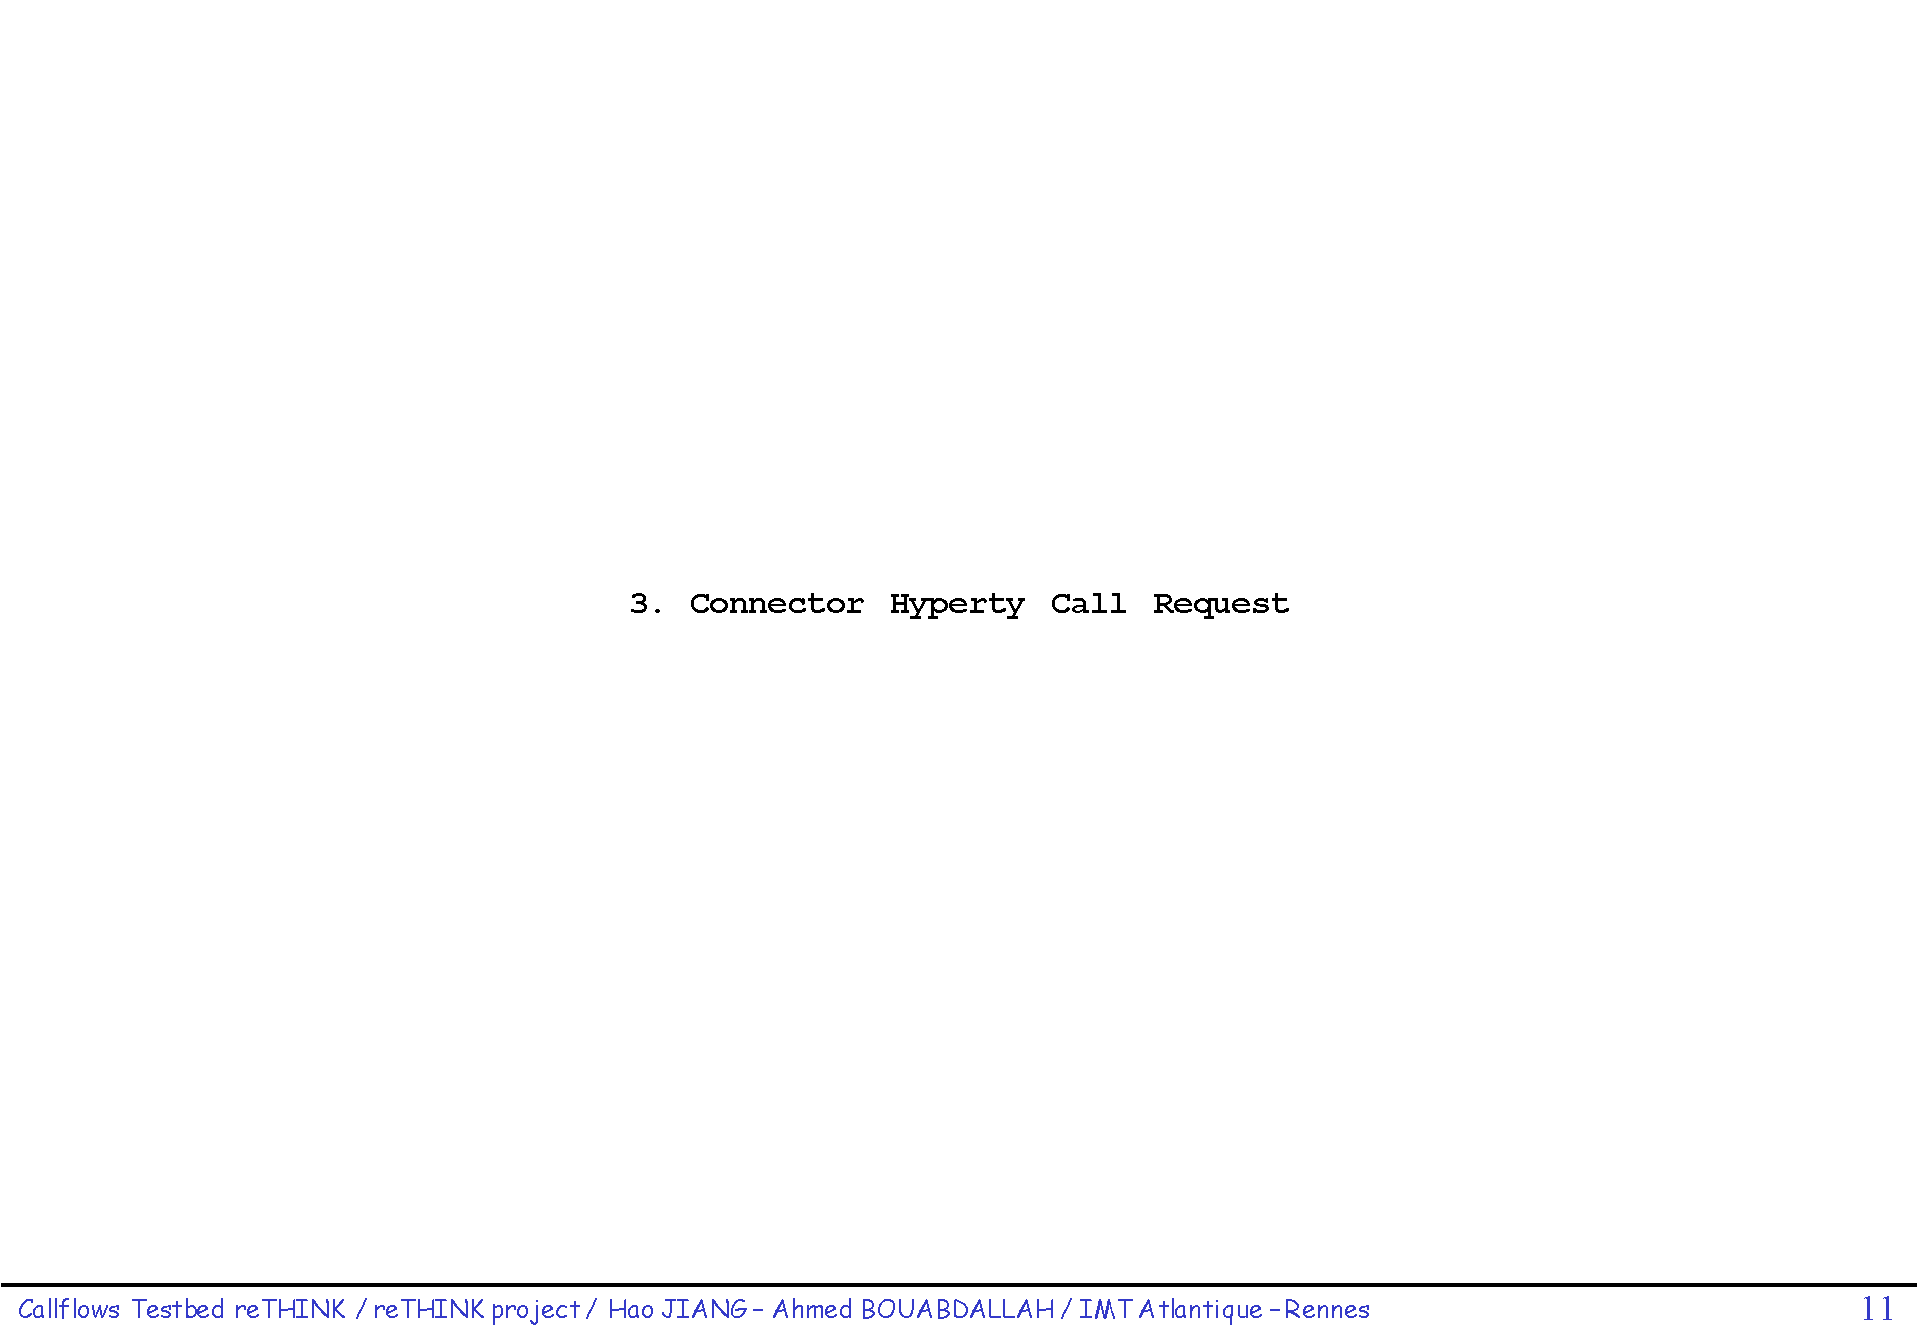 3. Connector Hyperty Call Request
Callflows Testbed reTHINK / reTHINK project / Hao JIANG – Ahmed BOUABDALLAH / IMT Atlantique – Rennes
11